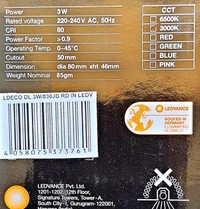 Power 3W
Rated voltage 220-240V AC, 50Hz
CRI 80
Power Factor >0.9
Operating Temp. 0~45°C
Cutout 50mm
Dimension dia 80mm xht 46mm
Weight Nominal 85gm
CCT
6500K
3000K
RED
GREEN
BLUE
PINK
LDECO DL 3W/830JB RD IN LEDV
4058075373761
LEDVANCE
ROOTED IN
GERMANY
LEDVANCE Pvt. Ltd.
1201-1202, 12th Floor,
Signature Towers, Tower-A,
South City-I, Gurugram-122001,